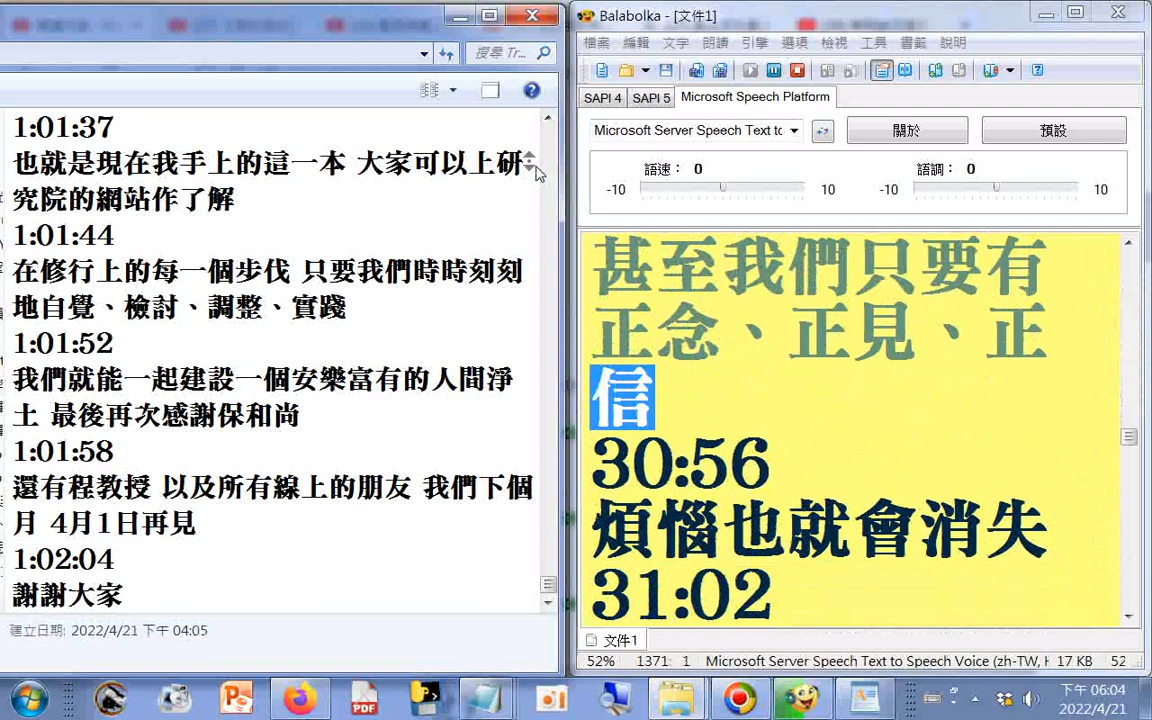 搜尋 Tr...
1:01:37
也就是現在我手上的這一本 大家可以上研
究院的網站作了解
1:01:44
在修行上的每一個步伐 只要我們時時刻刻
地自覺、檢討、調整、實踐
1:01:52
我們就能一起建設一個安樂富有的人間淨
土 最後再次感謝保和尚
1:01:58
還有程教授 以及所有線上的朋友 我們下個
月 4月1日再見
1:02:04
謝謝大家
建立日期: 2022/4/21 下午 04:05
Balabolka - [文件1]
檔案 編輯 文字 朗讀 引擎 選項 檢視 工具 書籤 說明
SAPI 4 SAPI 5 Microsoft Speech Platform
Microsoft Server Speech Text to 關於 預設
語速： 0 語調： 0
-10 10 -10 10
甚至我們只要有
正念、正見、正
信
30:56
煩惱也就會消失
31:02
文件1
52% 1371: 1 Microsoft Server Speech Text to Speech Voice (zh-TW, H 17 KB 52
PDF
下午 06:04
2022/4/21